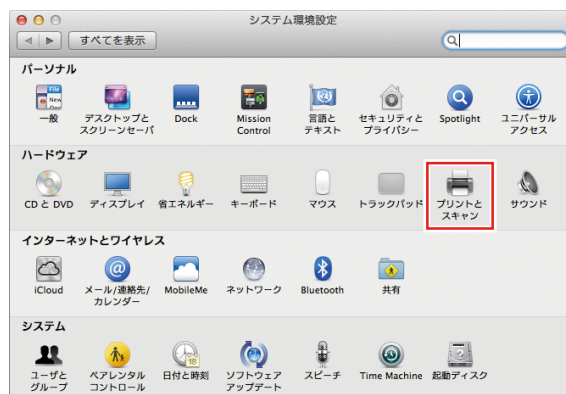 システム環境設定
すべてを表示
パーソナル
一般
デスクトップと
スクリーンセーバ
Dock
Mission
Control
言語と
テキスト
セキュリティと
プライバシー
Spotlight
ユニバーサル
アクセス
ハードウェア
CD と DVD
ディスプレイ
省エネルギー
キーボード
マウス
トラックパッド
プリントと
スキャン
サウンド
インターネットとワイヤレス
iCloud
メール/連絡先/
カレンダー
MobileMe
ネットワーク
Bluetooth
共有
システム
ユーザと
グループ
ペアレンタル
コントロール
日付と時刻
ソフトウェア
アップデート
スピーチ
Time Machine
起動ディスク